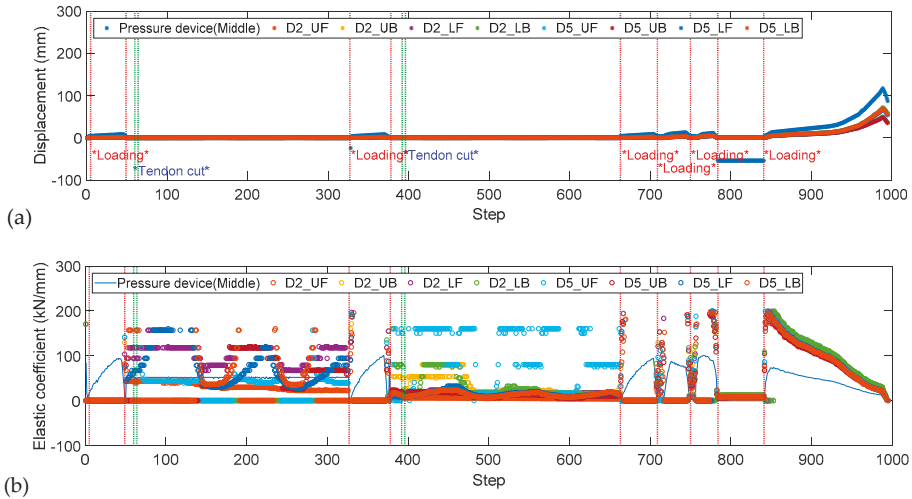 300
Pressure device(Middle) D2_UF D2_UB D2_LF D2_LB D5_UF D5_UB D5_LF D5_LB
200
100
0
-100
Displacement (mm)
*Loading* *Loading* *Loading* *Loading* *Loading*
*Tendon cut* *Tendon cut* *Loading*
0 100 200 300 400 500 600 700 800 900 1000
Step
(a)
300
Pressure device(Middle) D2_UF D2_UB D2_LF D2_LB D5_UF D5_UB D5_LF D5_LB
200
100
0
-100
Elastic coefficient (kN/mm)
0 100 200 300 400 500 600 700 800 900 1000
Step
(b)